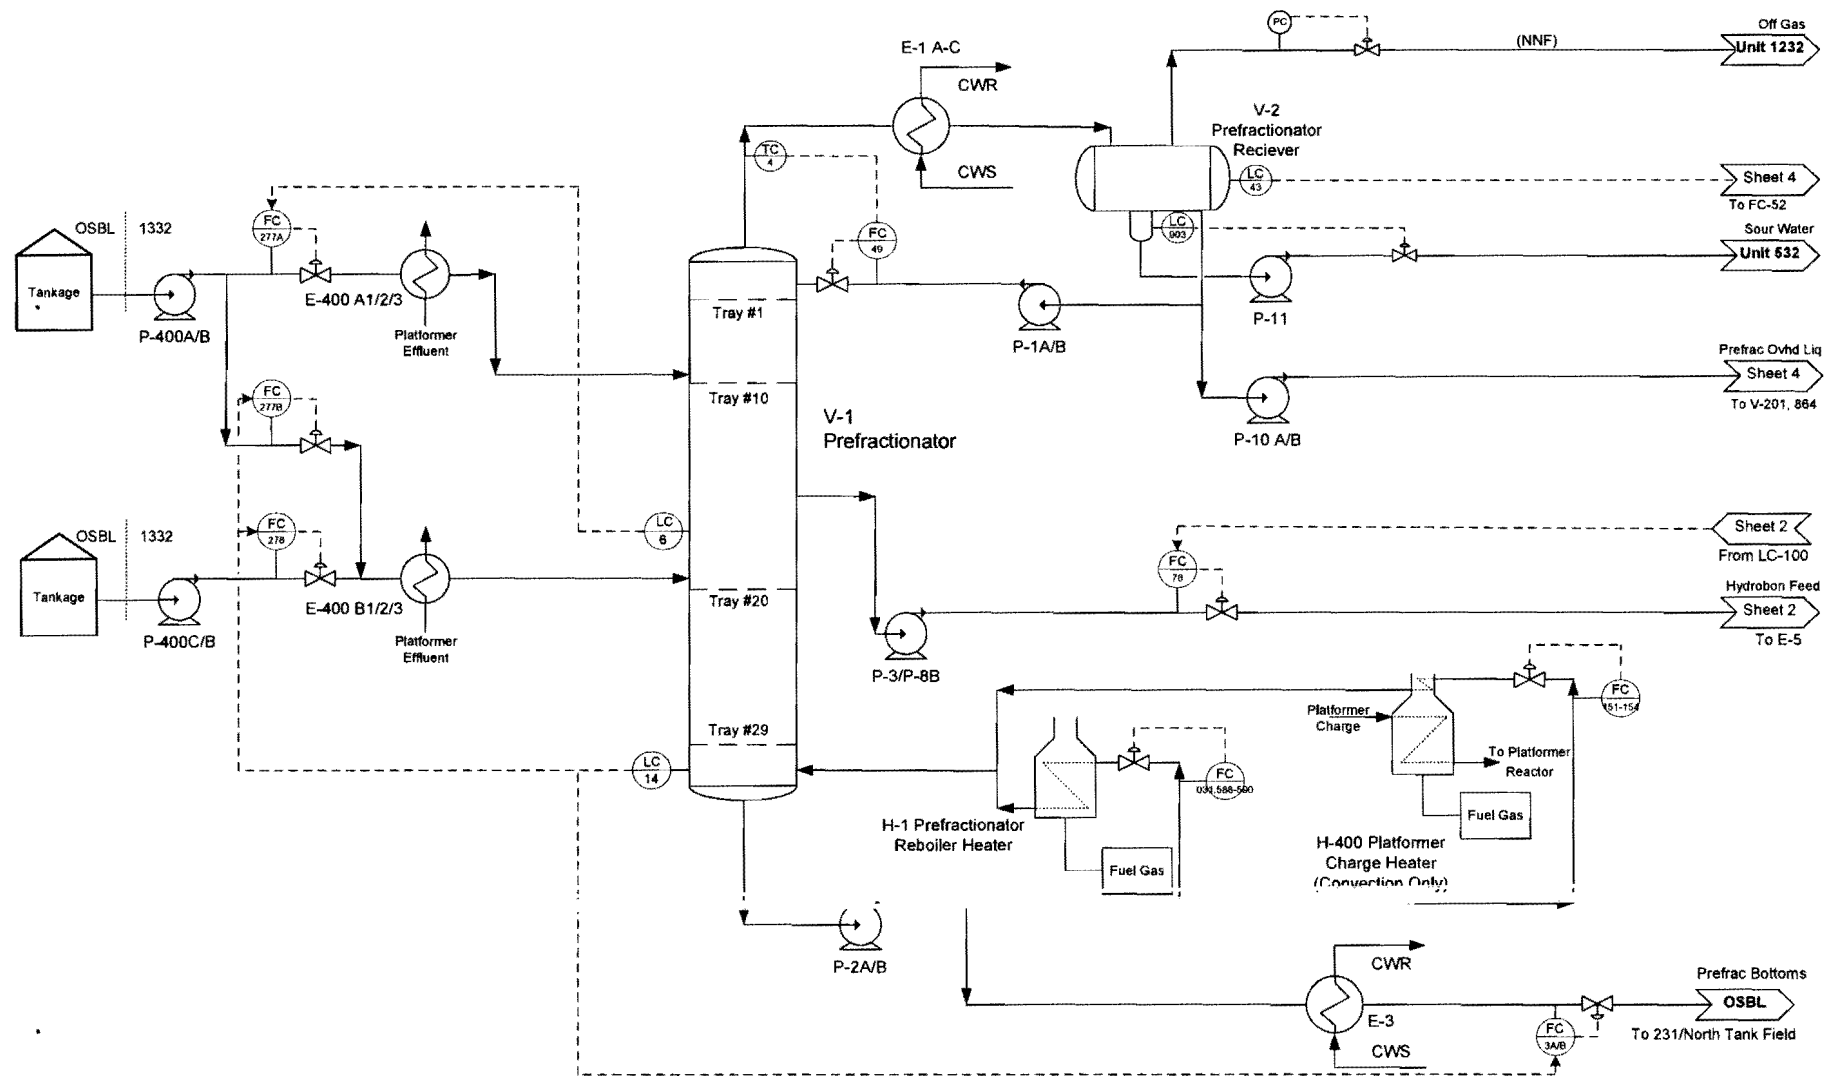 Off Gas
PC
(NNF)
Unit 1232
E-1 A-C
CWR
V-2
Prefractionator
Reciever
TC
4
CWS
LC
43
Sheet 4
To FC-52
OSBL
1332
FC
277A
FC
49
LC
903
Sour Water
Unit 532
Tankage
E-400 A1/2/3
Tray #1
P-11
P-400A/B
Platformer
Effluent
P-1A/B
Prefrac Ovhd Liq
Sheet 4
To V-201, 864
FC
277B
Tray #10
V-1
Prefractionator
P-10 A/B
OSBL
1332
FC
278
LC
6
Sheet 2
From LC-100
FC
78
Hydrobon Feed
Sheet 2
To E-5
Tankage
E-400 B1/2/3
Tray #20
P-400C/B
Platformer
Effluent
P-3/P-8B
FC
151-154
Platformer
Charge
Tray #29
To Platformer
Reactor
LC
14
FC
031,588-590
Fuel Gas
H-1 Prefractionator
Reboiler Heater
H-400 Platformer
Charge Heater
(Convection Only)
Fuel Gas
P-2A/B
CWR
Prefrac Bottoms
OSBL
E-3
To 231/North Tank Field
FC
3A/B
CWS